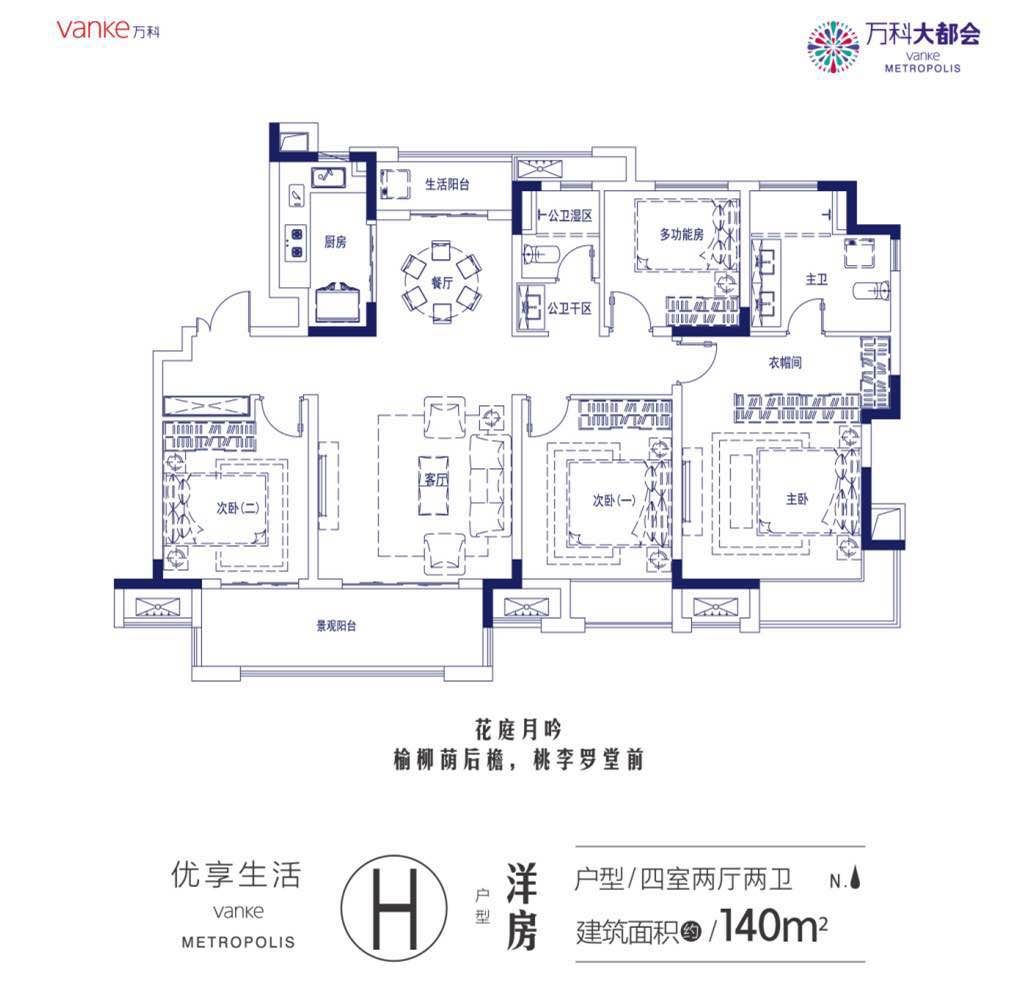 vanke 万科
万科大都会
vanke
METROPOLIS
生活阳台
厨房
餐厅
公卫湿区
公卫干区
多功能房
主卫
衣帽间
次卧(二)
客厅
次卧(一)
主卧
景观阳台
花庭月吟
榆柳荫后檐，桃李罗堂前
优享生活
vanke
METROPOLIS
H
户型
洋房
户型/四室两厅两卫 N.
建筑面积约/140m²